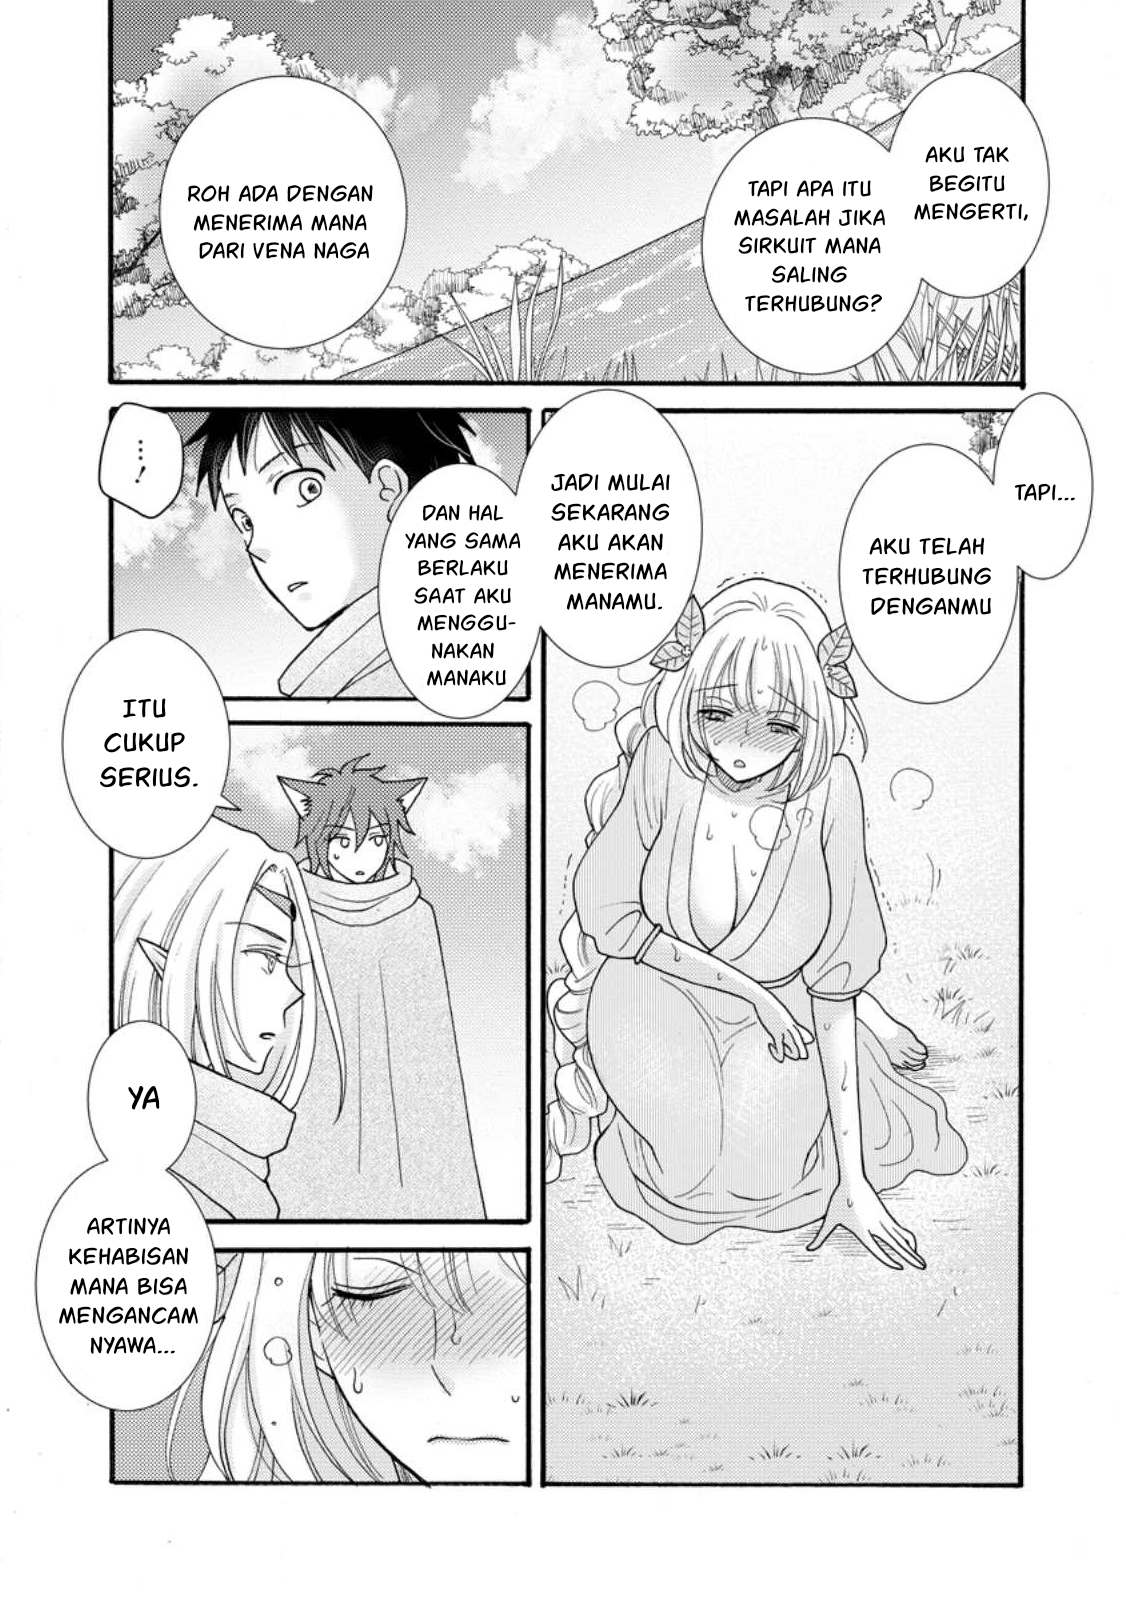 AKU TAK
BEGITU
MENGERTI,
TAPI APA ITU
MASALAH JIKA
SIRKUIT MANA
SALING
TERHUBUNG?
ROH ADA DENGAN
MENERIMA MANA
DARI VENA NAGA
TAPI...
AKU TELAH
TERHUBUNG
DENGANMU
JADI MULAI
SEKARANG
AKU AKAN
MENERIMA
MANAMU.
DAN HAL
YANG SAMA
BERLAKU
SAAT AKU
MENGGU-
NAKAN
MANAKU
...!
ITU
CUKUP
SERIUS.
YA
ARTINYA
KEHABISAN
MANA BISA
MENGANCAM
NYAWA...